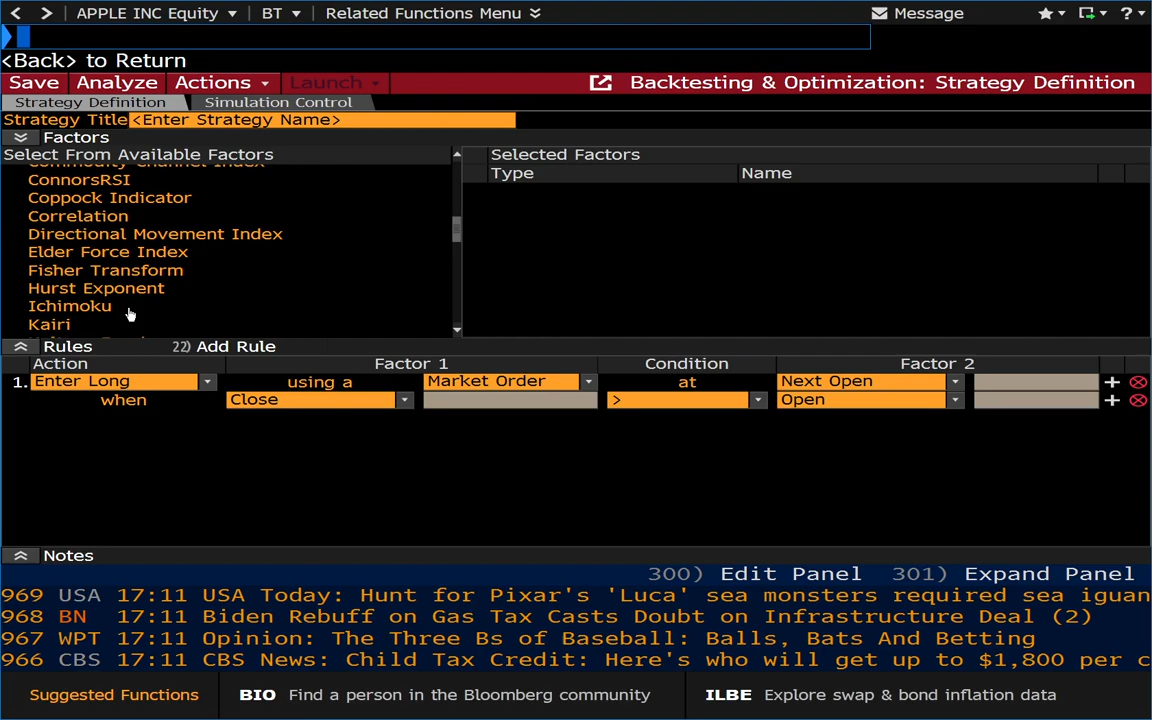 APPLE INC Equity BT Related Functions Menu Message ?
<Back> to Return
Save Analyze Actions Launch Backtesting & Optimization: Strategy Definition
Strategy Definition Simulation Control
Strategy Title <Enter Strategy Name>
Factors
Select From Available Factors Selected Factors
Type Name
Commodity Channel Index
ConnorsRSI
Coppock Indicator
Correlation
Directional Movement Index
Elder Force Index
Fisher Transform
Hurst Exponent
Ichimoku
Kairi
Rules 22) Add Rule
Action Factor 1 Condition Factor 2
1. Enter Long using a Market Order at Next Open
when Close > Open
Notes
300) Edit Panel 301) Expand Panel
969 USA 17:11 USA Today: Hunt for Pixar's 'Luca' sea monsters required sea iguan
968 BN 17:11 Biden Rebuff on Gas Tax Casts Doubt on Infrastructure Deal (2)
967 WPT 17:11 Opinion: The Three Bs of Baseball: Balls, Bats And Betting
966 CBS 17:11 CBS News: Child Tax Credit: Here's who will get up to $1,800 per c
Suggested Functions BIO Find a person in the Bloomberg community ILBE Explore swap & bond inflation data